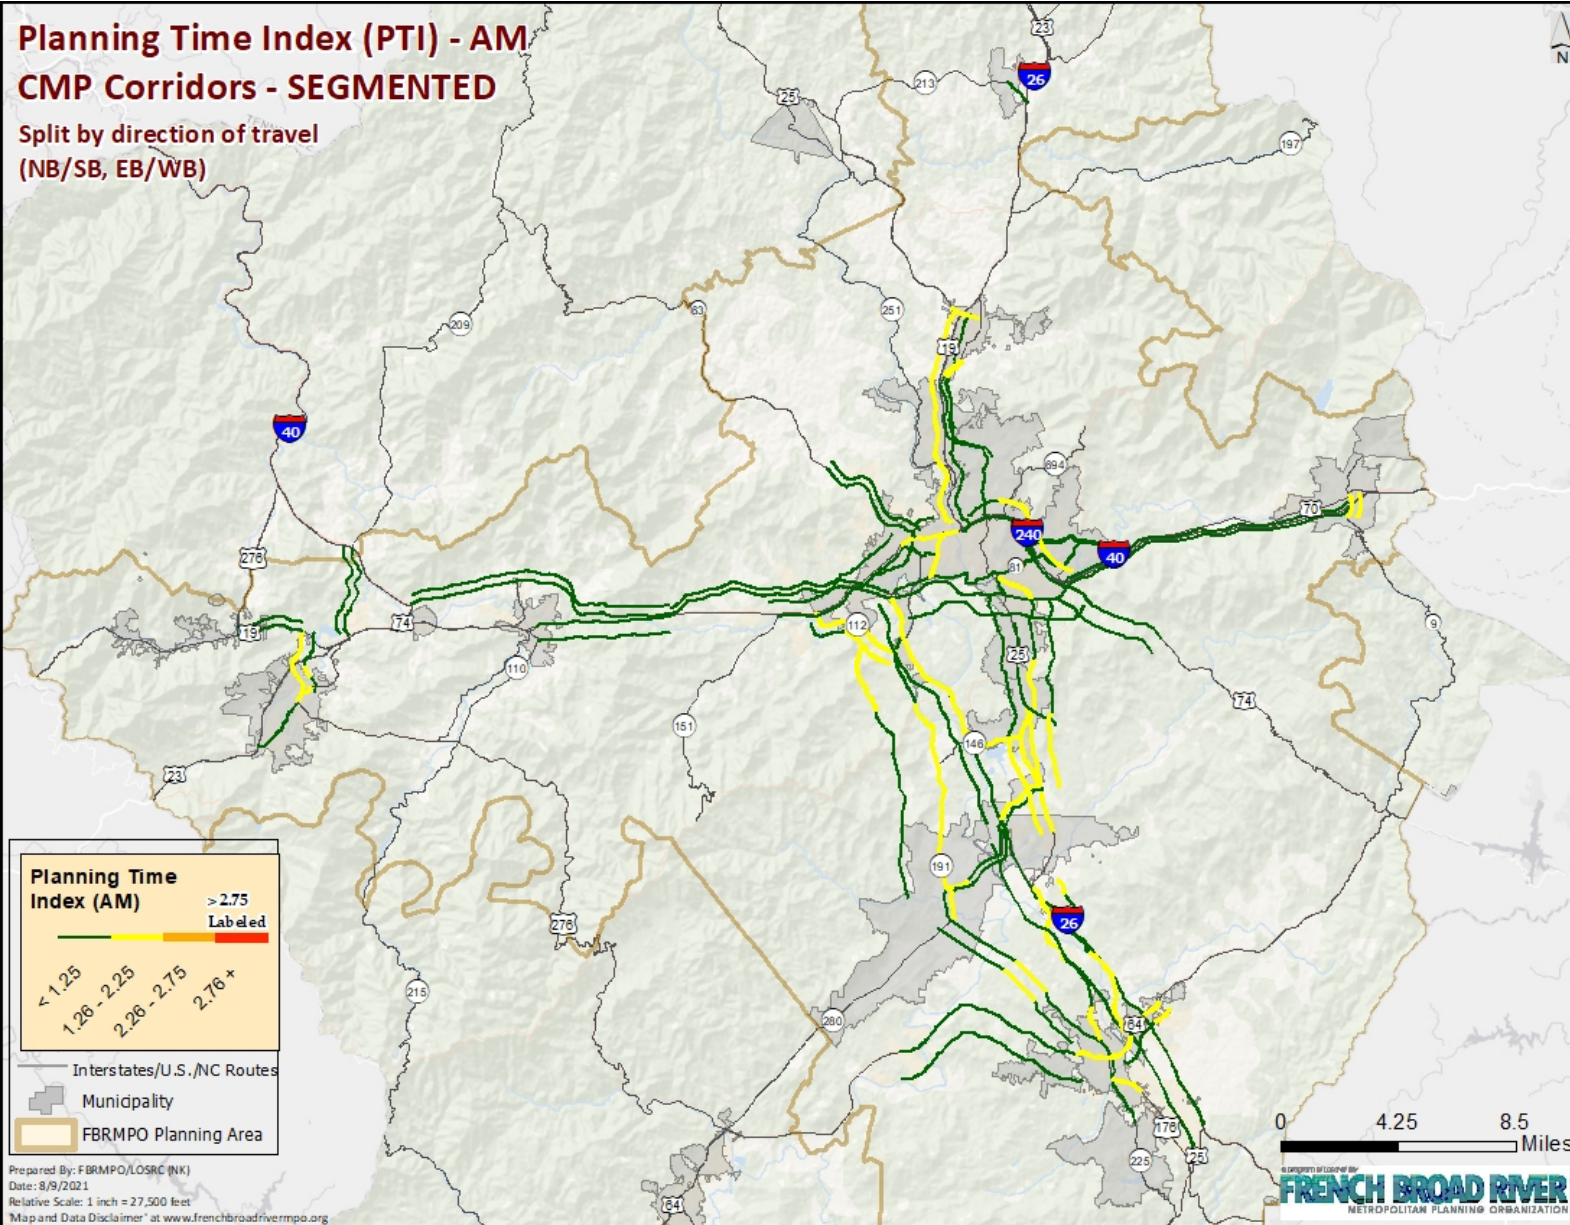 Planning Time Index (PTI) - AM
CMP Corridors - SEGMENTED
Split by direction of travel
(NB/SB, EB/WB)
23
26
25
213
197
N
63
251
209
19
40
694
70
240
40
276
81
19
74
112
9
110
25
74
151
146
23
191
26
276
215
280
64
176
225
25
64
Planning Time
Index (AM)
> 2.75
Labeled
< 1.25
1.26 - 2.25
2.26 - 2.75
2.76 +
Interstates/U.S./NC Routes
Municipality
FBRMPO Planning Area
0 4.25 8.5
Miles
Prepared By: FBRMPO/LOSRC (NK)
Date: 8/9/2021
Relative Scale: 1 inch = 27,500 feet
"Map and Data Disclaimer" at www.frenchbroadrivermpo.org
FRENCH BROAD RIVER
METROPOLITAN PLANNING ORGANIZATION